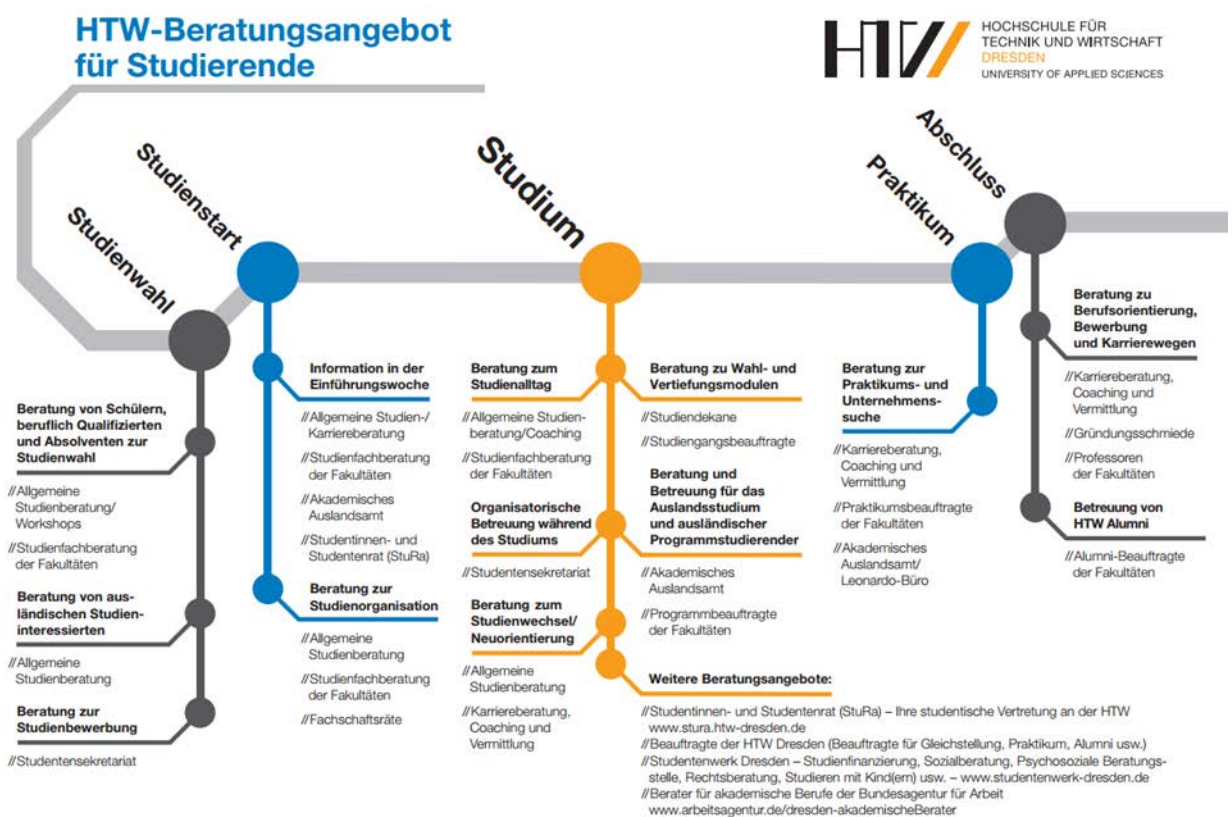 HTW-Beratungsangebot
für Studierende
HTW
HOCHSCHULE FÜR
TECHNIK UND WIRTSCHAFT
DRESDEN
UNIVERSITY OF APPLIED SCIENCES
Studienwahl
Beratung von Schülern,
beruflich Qualifizierten
und Absolventen zur
Studienwahl
//Allgemeine
Studienberatung/
Workshops
//Studienfachberatung
der Fakultäten
Beratung von aus-
ländischen Studien-
interessierten
//Allgemeine
Studienberatung
Beratung zur
Studienbewerbung
//Studentensekretariat
Studienstart
Information in der
Einführungswoche
//Allgemeine Studien-/
Karriereberatung
//Studienfachberatung
der Fakultäten
//Akademisches
Auslandsamt
//Studentinnen- und
Studentenrat (StuRa)
Beratung zur
Studienorganisation
//Allgemeine
Studienberatung
//Studienfachberatung
der Fakultäten
//Fachschaftsräte
Studium
Beratung zum
Studienalltag
//Allgemeine Studien-
beratung/Coaching
//Studienfachberatung
der Fakultäten
Organisatorische
Betreuung während
des Studiums
//Studentensekretariat
Beratung zum
Studienwechsel/
Neuorientierung
//Allgemeine
Studienberatung
//Karriereberatung,
Coaching und
Vermittlung
Beratung zu Wahl- und
Vertiefungsmodulen
//Studiendekane
//Studiengangsbeauftragte
Beratung und
Betreuung für das
Auslandsstudium
und ausländischer
Programmstudierender
//Akademisches
Auslandsamt
//Programmbeauftragte
der Fakultäten
Weitere Beratungsangebote:
//Studentinnen- und Studentenrat (StuRa) – Ihre studentische Vertretung an der HTW
www.stura.htw-dresden.de
//Beauftragte der HTW Dresden (Beauftragte für Gleichstellung, Praktikum, Alumni usw.)
//Studentenwerk Dresden – Studienfinanzierung, Sozialberatung, Psychosoziale Beratungs-
stelle, Rechtsberatung, Studieren mit Kind(ern) usw. – www.studentenwerk-dresden.de
//Berater für akademische Berufe der Bundesagentur für Arbeit
www.arbeitsagentur.de/dresden-akademischeBerater
Praktikum
Beratung zur
Praktikums- und
Unternehmens-
suche
//Karriereberatung,
Coaching und
Vermittlung
//Praktikumsbeauftragte
der Fakultäten
//Akademisches
Auslandsamt/
Leonardo-Büro
Abschluss
Beratung zu
Berufsorientierung,
Bewerbung
und Karrierewegen
//Karriereberatung,
Coaching und
Vermittlung
//Gründungsschmiede
//Professoren
der Fakultäten
Betreuung von
HTW Alumni
//Alumni-Beauftragte
der Fakultäten